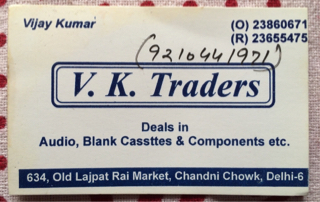 Vijay Kumar (O) 23860671
(R) 23655475
(9210441971)
V. K. Traders
Deals in
Audio, Blank Cassttes & Components etc.
634, Old Lajpat Rai Market, Chandni Chowk, Delhi-6